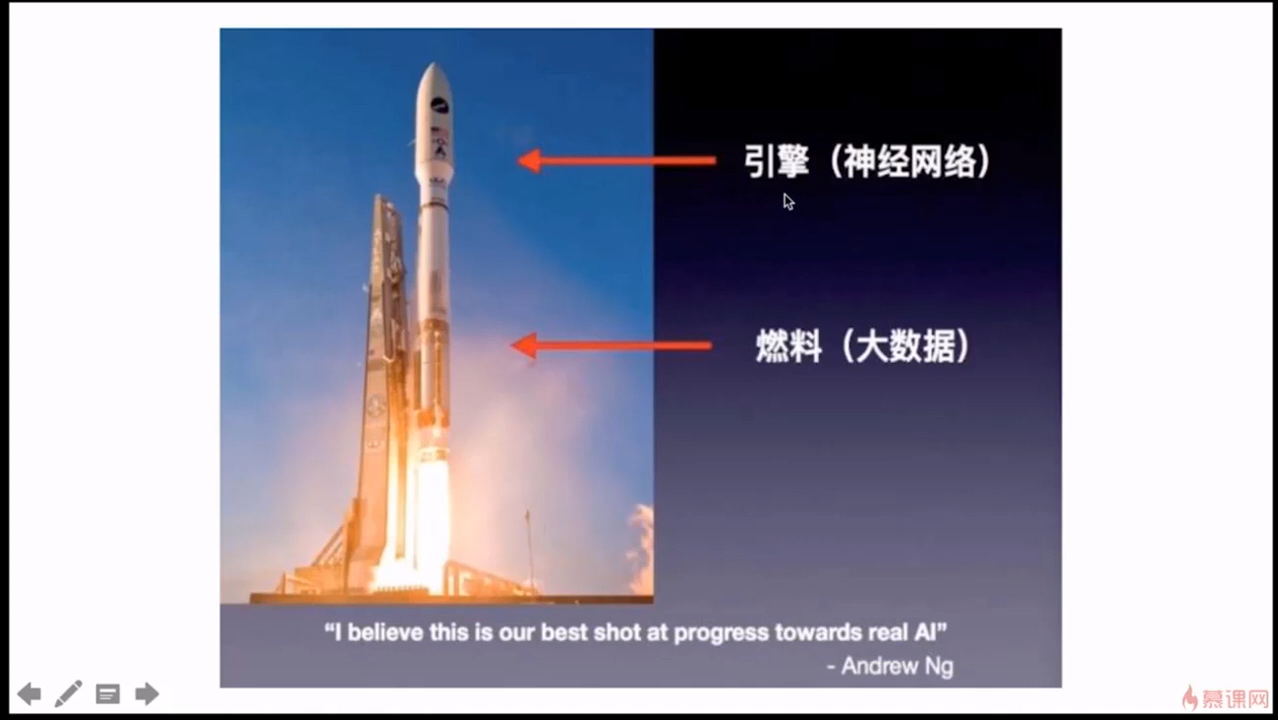 引擎（神经网络）
燃料（大数据）
“I believe this is our best shot at progress towards real AI”
- Andrew Ng
慕课网